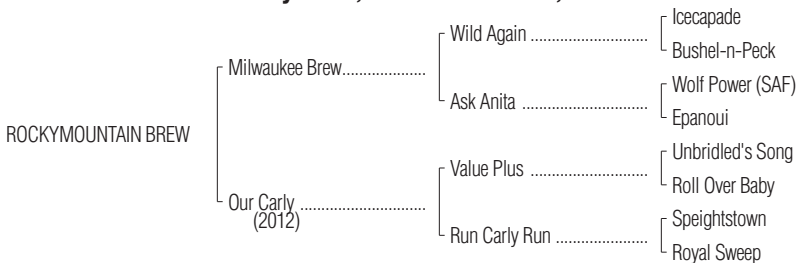 Icecapade
Wild Again ........................
Bushel-n-Peck
Milwaukee Brew.................
Wolf Power (SAF)
Ask Anita ..........................
Epanoui
ROCKYMOUNTAIN BREW
Unbridled's Song
Value Plus ........................
Roll Over Baby
Our Carly .........................
(2012)
Speightstown
Run Carly Run ...................
Royal Sweep